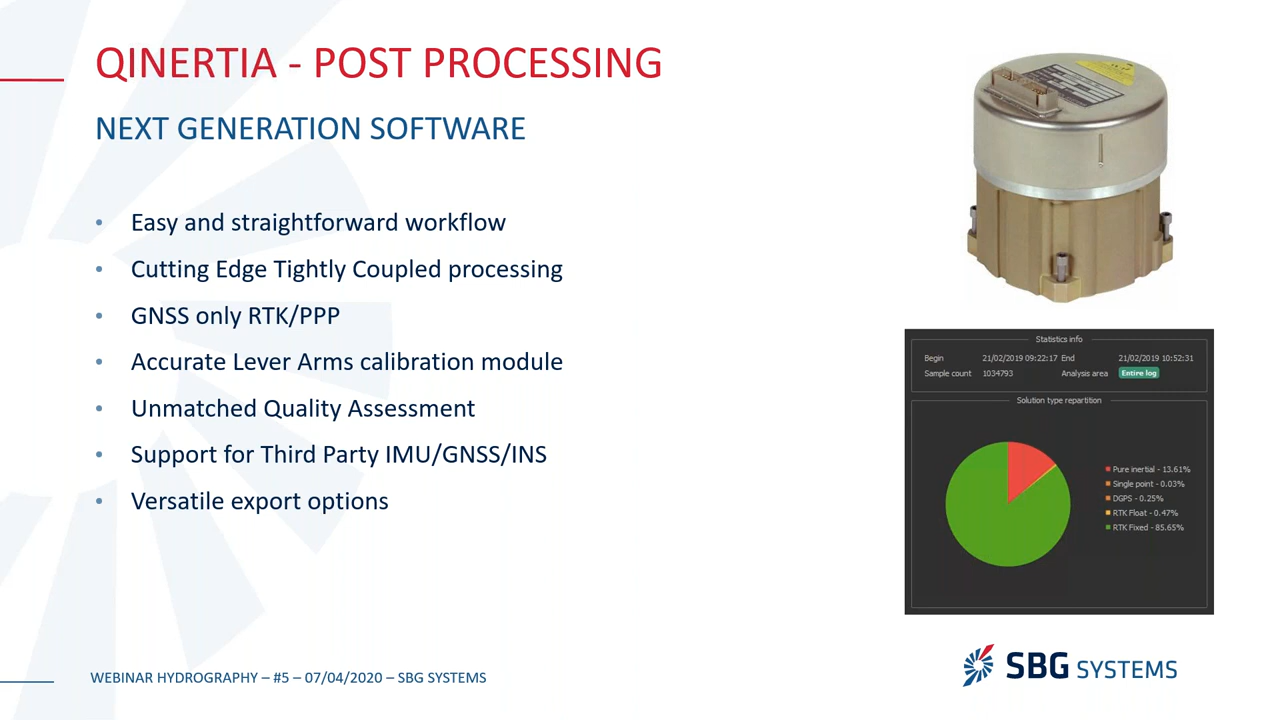 QINERTIA - POST PROCESSING
NEXT GENERATION SOFTWARE
• Easy and straightforward workflow
• Cutting Edge Tightly Coupled processing
• GNSS only RTK/PPP
• Accurate Lever Arms calibration module
• Unmatched Quality Assessment
• Support for Third Party IMU/GNSS/INS
• Versatile export options
Statistics info
Begin 21/02/2019 09:22:17 End 21/02/2019 10:52:31
Sample count 1034793 Analysis area Entire log
Solution type repartition
Pure inertial - 13.61%
Single point - 0.03%
DGPS - 0.25%
RTK Float - 0.47%
RTK Fixed - 85.65%
WEBINAR HYDROGRAPHY – #5 – 07/04/2020 – SBG SYSTEMS
SBG SYSTEMS